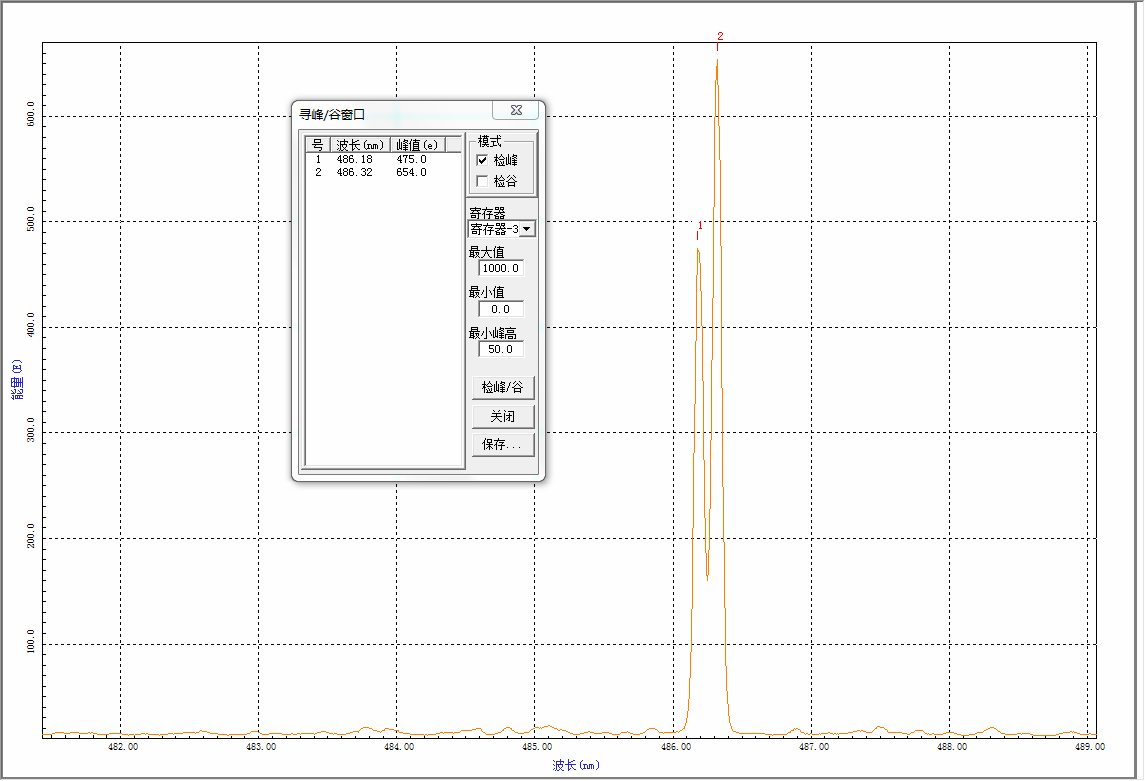 2
600.0
500.0
400.0
300.0
200.0
100.0
能量(E)
1
寻峰/谷窗口
号 波长(nm) 峰值(e)
1 486.18 475.0
2 486.32 654.0
模式
检峰
检谷
寄存器
寄存器-3
最大值
1000.0
最小值
0.0
最小峰高
50.0
检峰/谷
关闭
保存...
482.00 483.00 484.00 485.00 486.00 487.00 488.00 489.00
波长(nm)